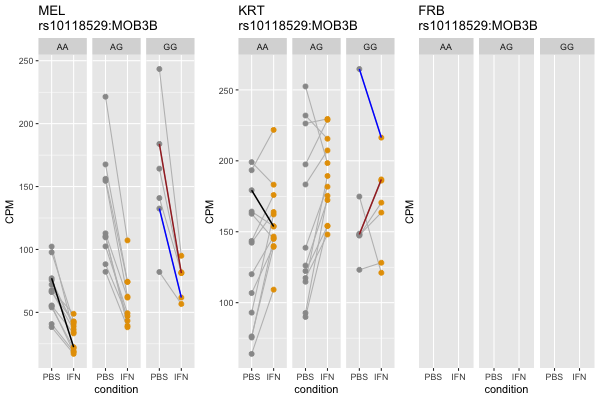 MEL
rs10118529:MOB3B
AA AG GG
250
200
150
100
50
CPM
PBS IFN PBS IFN PBS IFN
condition
KRT
rs10118529:MOB3B
AA AG GG
250
200
150
100
CPM
PBS IFN PBS IFN PBS IFN
condition
FRB
rs10118529:MOB3B
AA AG GG
CPM
PBS IFN PBS IFN PBS IFN
condition